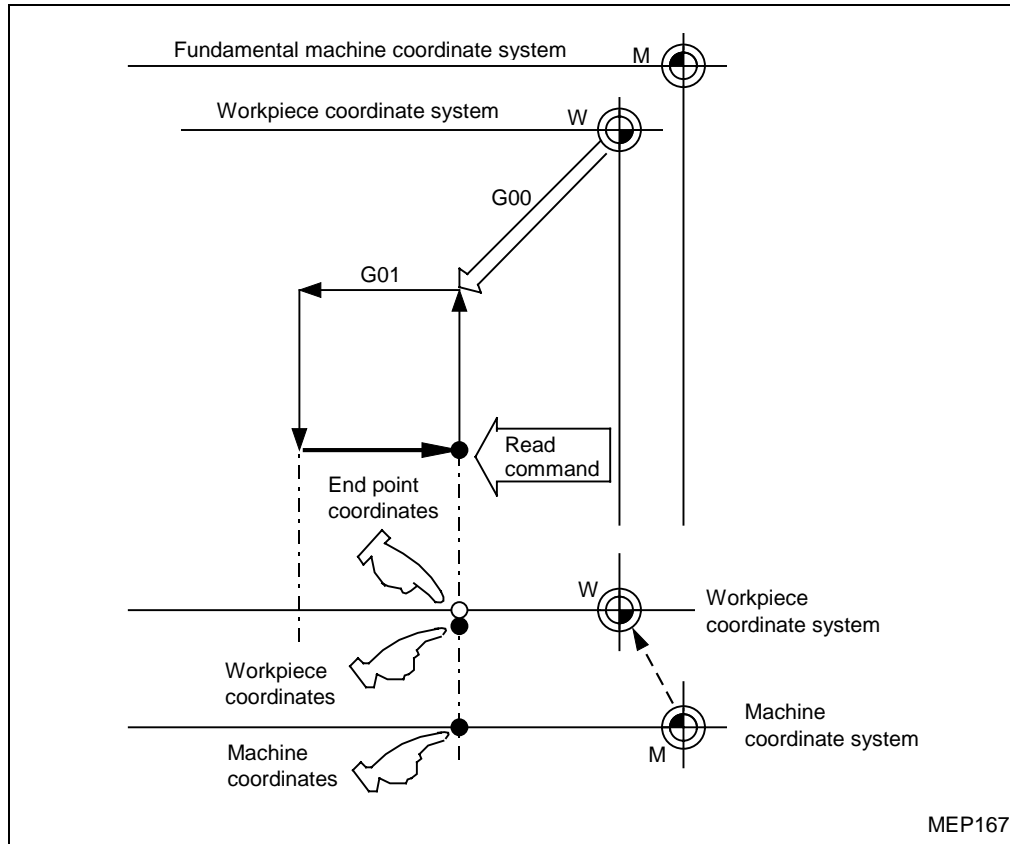 Fundamental machine coordinate system
M
Workpiece coordinate system
W
G00
G01
Read
command
End point
coordinates
W
Workpiece
coordinate system
Workpiece
coordinates
Machine
coordinate system
M
Machine
coordinates
MEP167